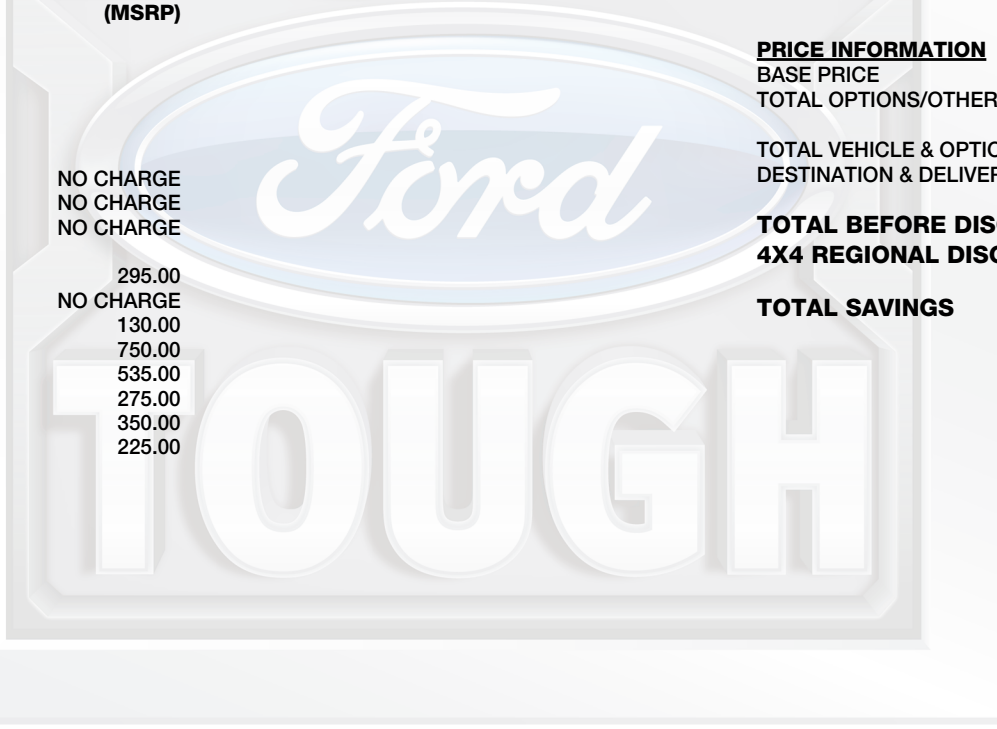 (MSRP)
NO CHARGE
NO CHARGE
NO CHARGE
295.00
NO CHARGE
130.00
750.00
535.00
275.00
350.00
225.00
PRICE INFORMATION
BASE PRICE
TOTAL OPTIONS/OTHER
TOTAL VEHICLE & OPTIO
DESTINATION & DELIVER
TOTAL BEFORE DISC
4X4 REGIONAL DISC
TOTAL SAVINGS
Ford
TOUGH